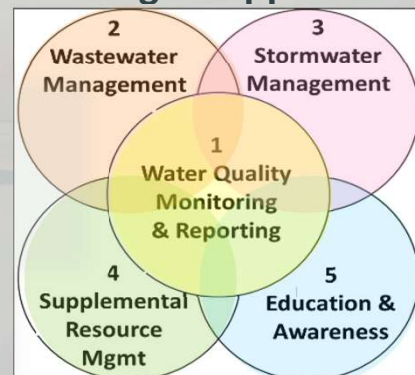 2
Wastewater
Management
3
Stormwater
Management
1
Water Quality
Monitoring
& Reporting
4
Supplemental
Resource
Mgmt
5
Education &
Awareness